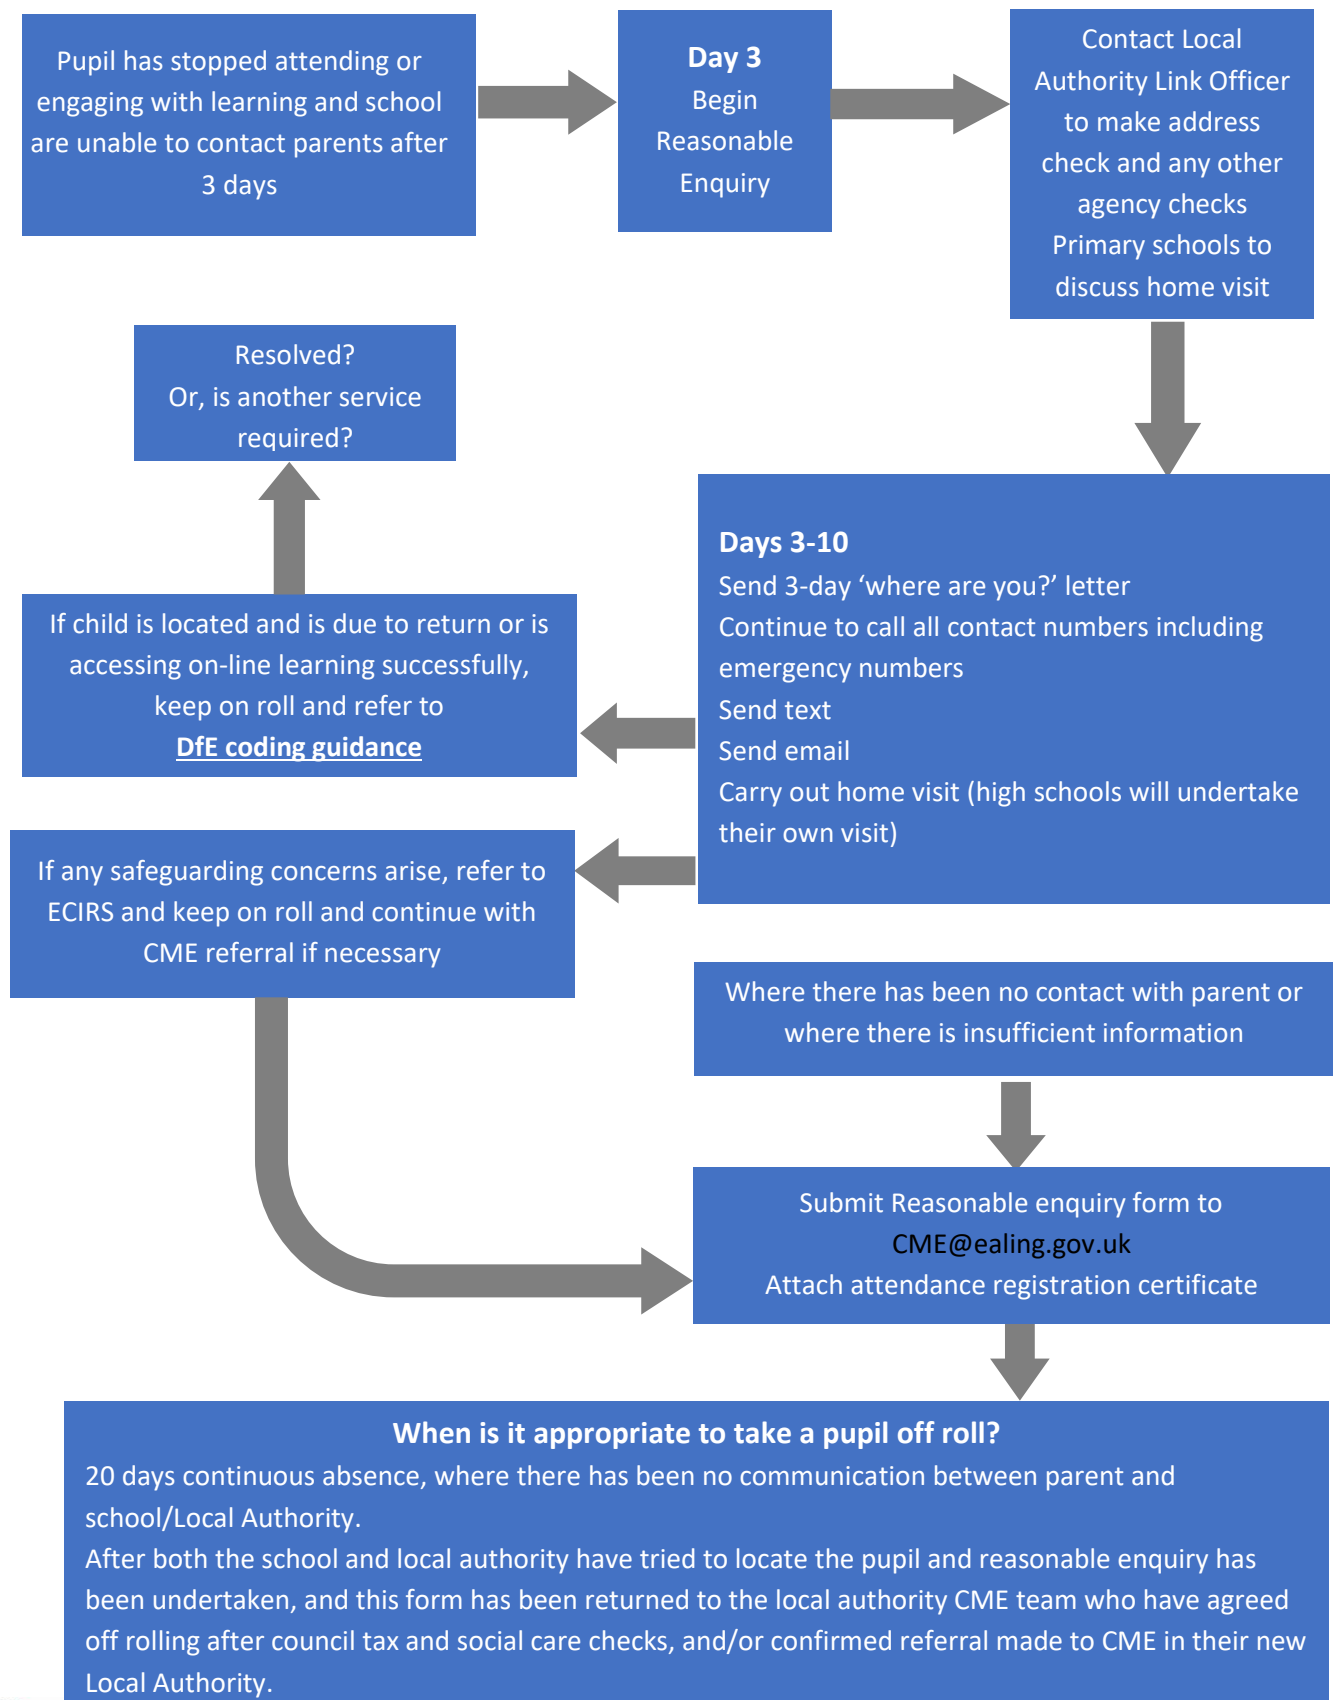 Pupil has stopped attending or
engaging with learning and school
are unable to contact parents after
3 days
Day 3
Begin
Reasonable
Enquiry
Contact Local
Authority Link Officer
to make address
check and any other
agency checks
Primary schools to
discuss home visit
Resolved?
Or, is another service
required?
Days 3-10
Send 3-day ‘where are you?’ letter
Continue to call all contact numbers including
emergency numbers
Send text
Send email
Carry out home visit (high schools will undertake
their own visit)
If child is located and is due to return or is
accessing on-line learning successfully,
keep on roll and refer to
DfE coding guidance
If any safeguarding concerns arise, refer to
ECIRS and keep on roll and continue with
CME referral if necessary
Where there has been no contact with parent or
where there is insufficient information
Submit Reasonable enquiry form to
CME@ealing.gov.uk
Attach attendance registration certificate
When is it appropriate to take a pupil off roll?
20 days continuous absence, where there has been no communication between parent and
school/Local Authority.
After both the school and local authority have tried to locate the pupil and reasonable enquiry has
been undertaken, and this form has been returned to the local authority CME team who have agreed
off rolling after council tax and social care checks, and/or confirmed referral made to CME in their new
Local Authority.